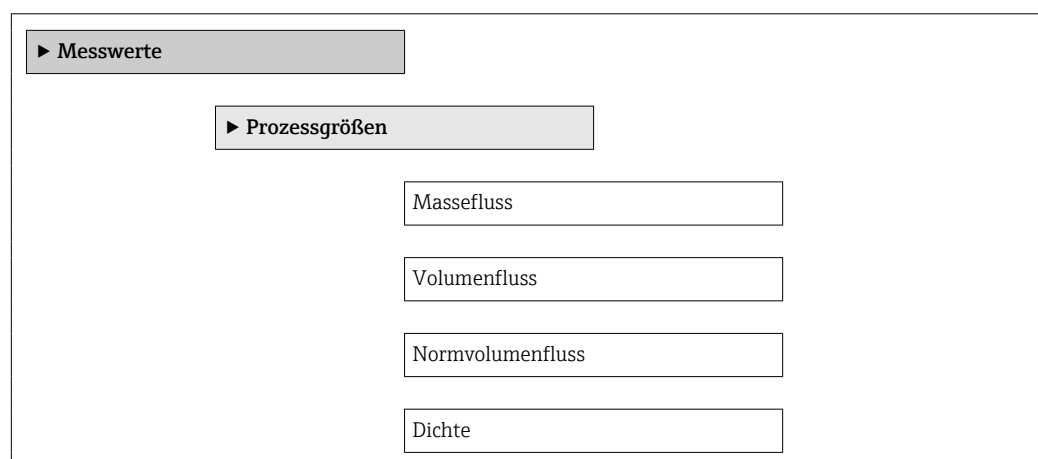 ▶ Messwerte
▶ Prozessgrößen
Massefluss
Volumenfluss
Normvolumenfluss
Dichte